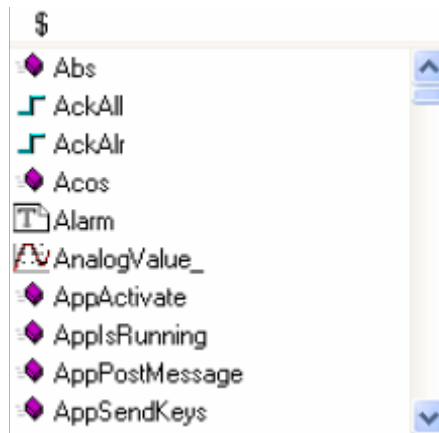 $
Abs
AckAll
AckAlr
Acos
Alarm
AnalogValue_
AppActivate
AppIsRunning
AppPostMessage
AppSendKeys